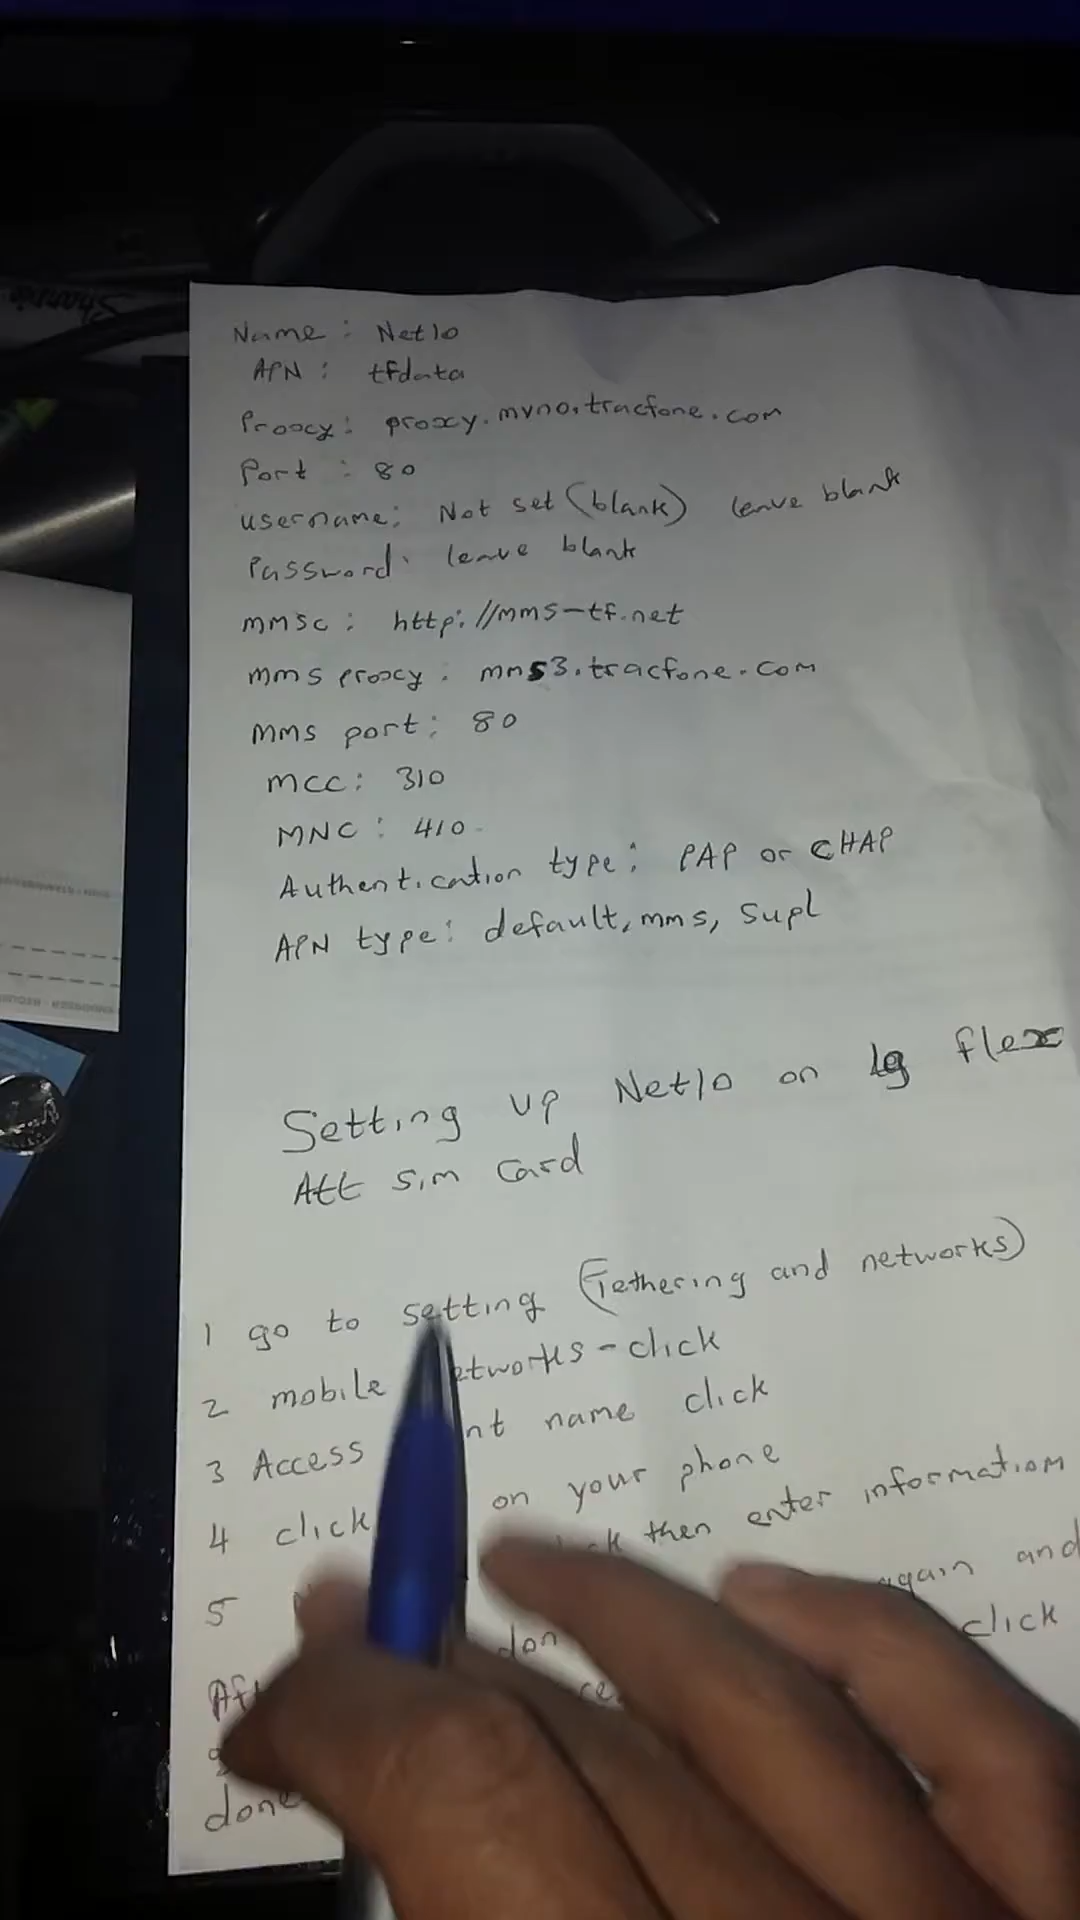 Name: Net10
APN: tfdata
Proxy: proxy.mvno.tracfone.com
Port: 80
username: Not set (blank) leave blank
Password: leave blank
mmsc: http://mms-tf.net
mms proxy: mms3.tracfone.com
mms port: 80
mcc: 310
MNC: 410
Authentication type: PAP or CHAP
APN type: default, mms, supl
Setting up Net10 on lg flex
Att sim card
1 go to setting (Tethering and networks)
2 mobile networks-click
3 Access name click
4 click on your phone
5 then enter information
again and
click
done